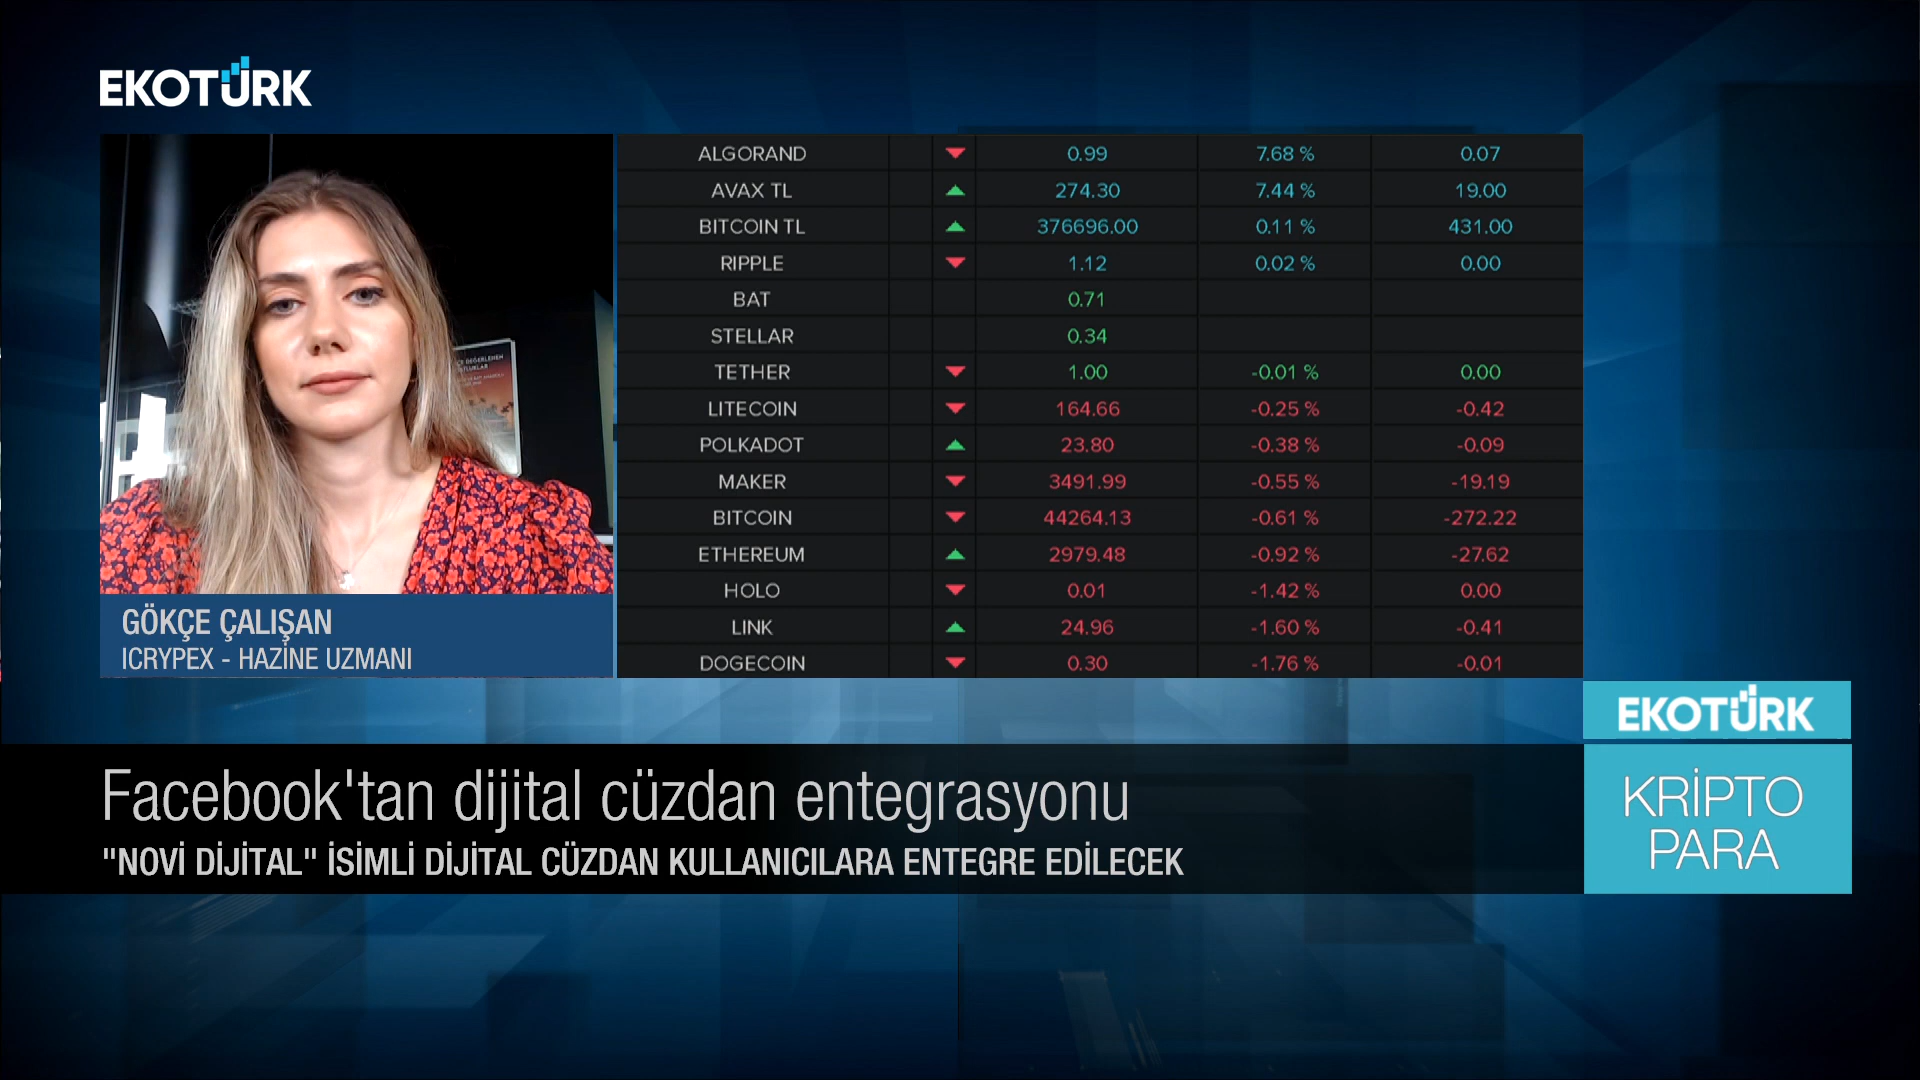 EKOTÜRK
ALGORAND 0.99 7.68 % 0.07
AVAX TL 274.30 7.44 % 19.00
BITCOIN TL 376696.00 0.11 % 431.00
RIPPLE 1.12 0.02 % 0.00
BAT 0.71
STELLAR 0.34
TETHER 1.00 -0.01 % 0.00
LITECOIN 164.66 -0.25 % -0.42
POLKADOT 23.80 -0.38 % -0.09
MAKER 3491.99 -0.55 % -19.19
BITCOIN 44264.13 -0.61 % -272.22
ETHEREUM 2979.48 -0.92 % -27.62
HOLO 0.01 -1.42 % 0.00
LINK 24.96 -1.60 % -0.41
DOGECOIN 0.30 -1.76 % -0.01
GÖKÇE ÇALIŞAN
ICRYPEX - HAZİNE UZMANI
EKOTÜRK
KRİPTO
PARA
Facebook'tan dijital cüzdan entegrasyonu
"NOVİ DİJİTAL" İSİMLİ DİJİTAL CÜZDAN KULLANICILARA ENTEGRE EDİLECEK